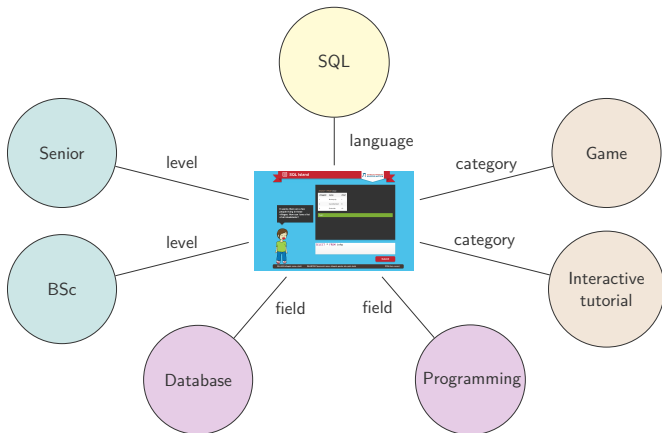 SQL
language
Senior
level
category
Game
SQL Island
level
BSc
category
Interactive
tutorial
field
field
Database
Programming